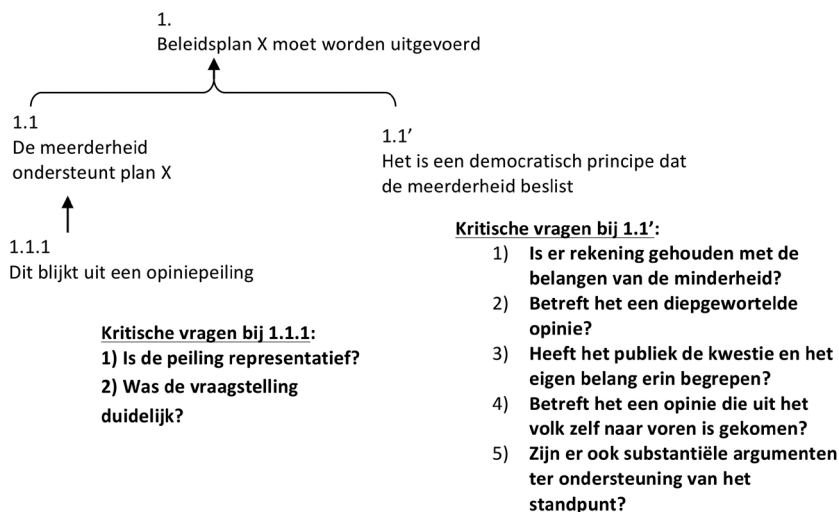 1.
Beleidsplan X moet worden uitgevoerd
1.1
De meerderheid
ondersteunt plan X
1.1’
Het is een democratisch principe dat
de meerderheid beslist
1.1.1
Dit blijkt uit een opiniepeiling
Kritische vragen bij 1.1.1:
1) Is de peiling representatief?
2) Was de vraagstelling
duidelijk?
Kritische vragen bij 1.1’:
1) Is er rekening gehouden met de
belangen van de minderheid?
2) Betreft het een diepgewortelde
opinie?
3) Heeft het publiek de kwestie en het
eigen belang erin begrepen?
4) Betreft het een opinie die uit het
volk zelf naar voren is gekomen?
5) Zijn er ook substantiële argumenten
ter ondersteuning van het
standpunt?